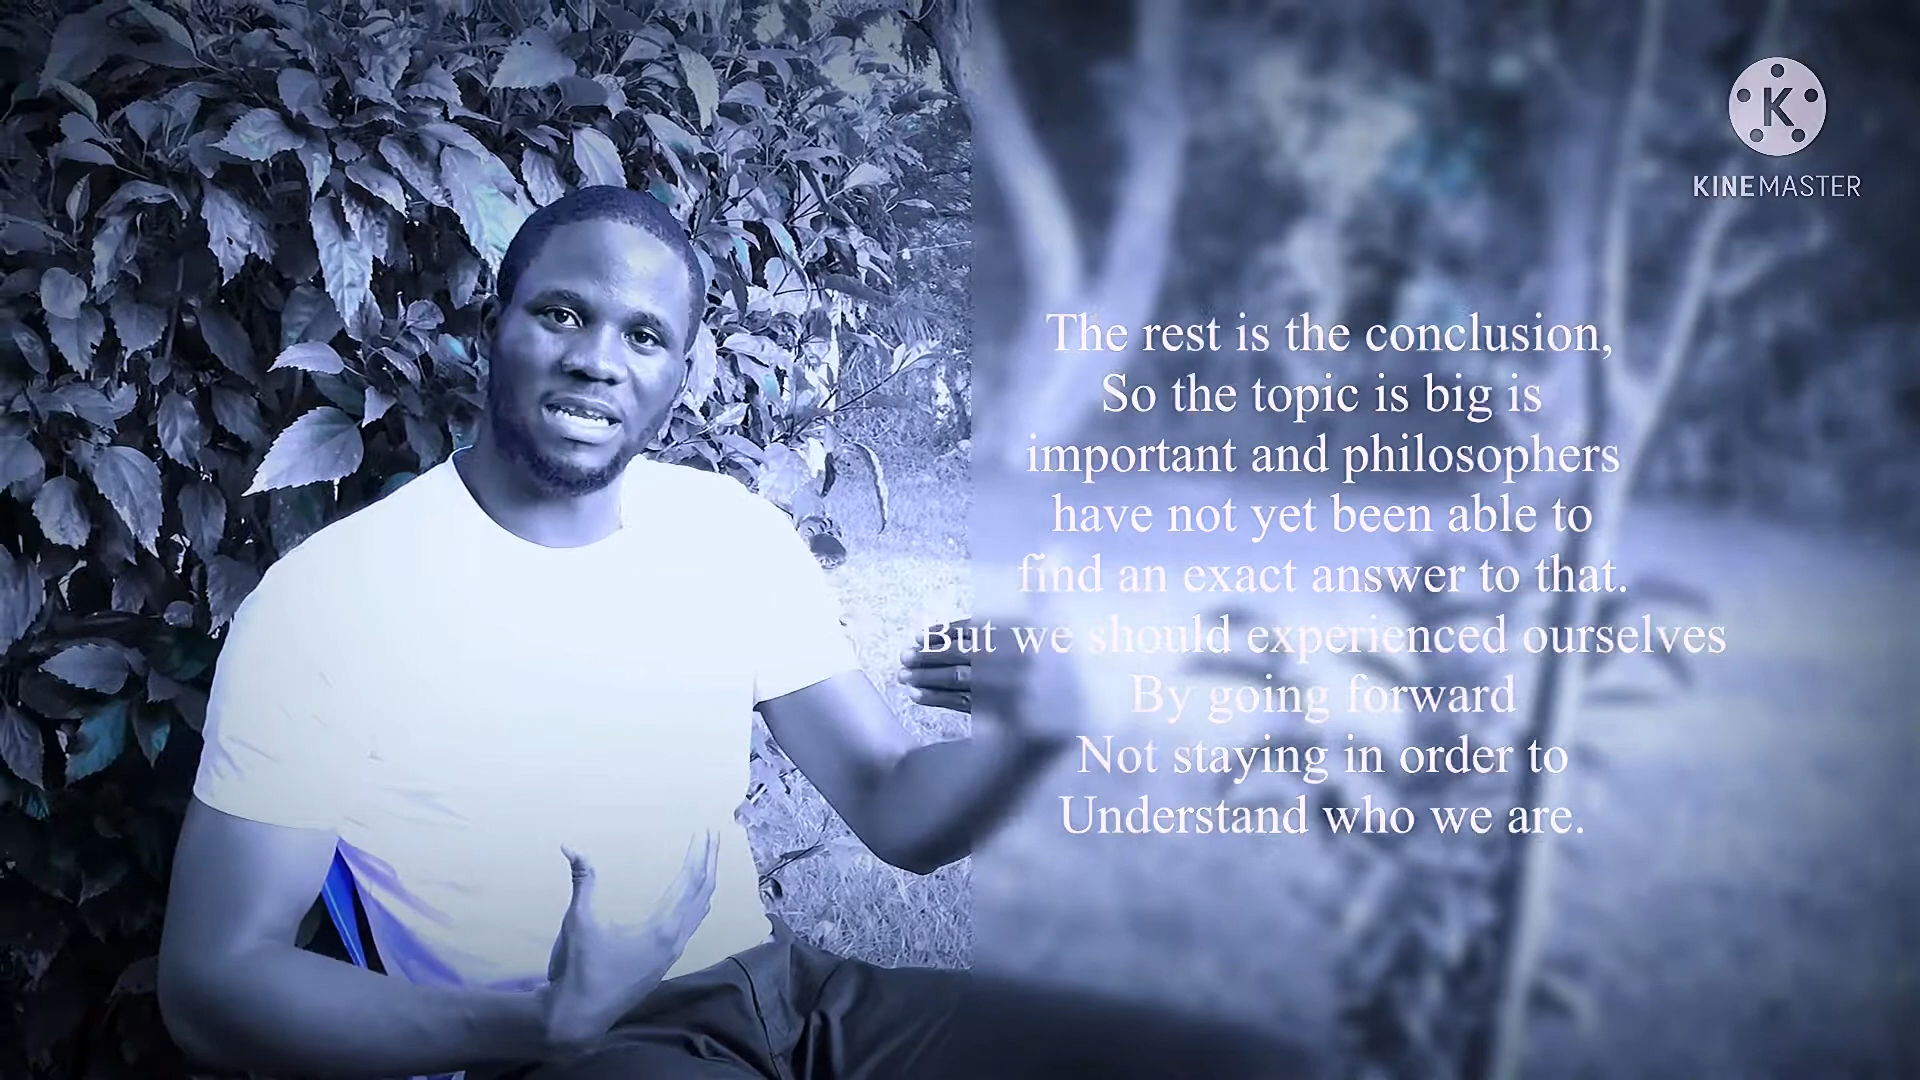 K
KINEMASTER
The rest is the conclusion,
So the topic is big is
important and philosophers
have not yet been able to
find an exact answer to that.
But we should experienced ourselves
By going forward
Not staying in order to
Understand who we are.